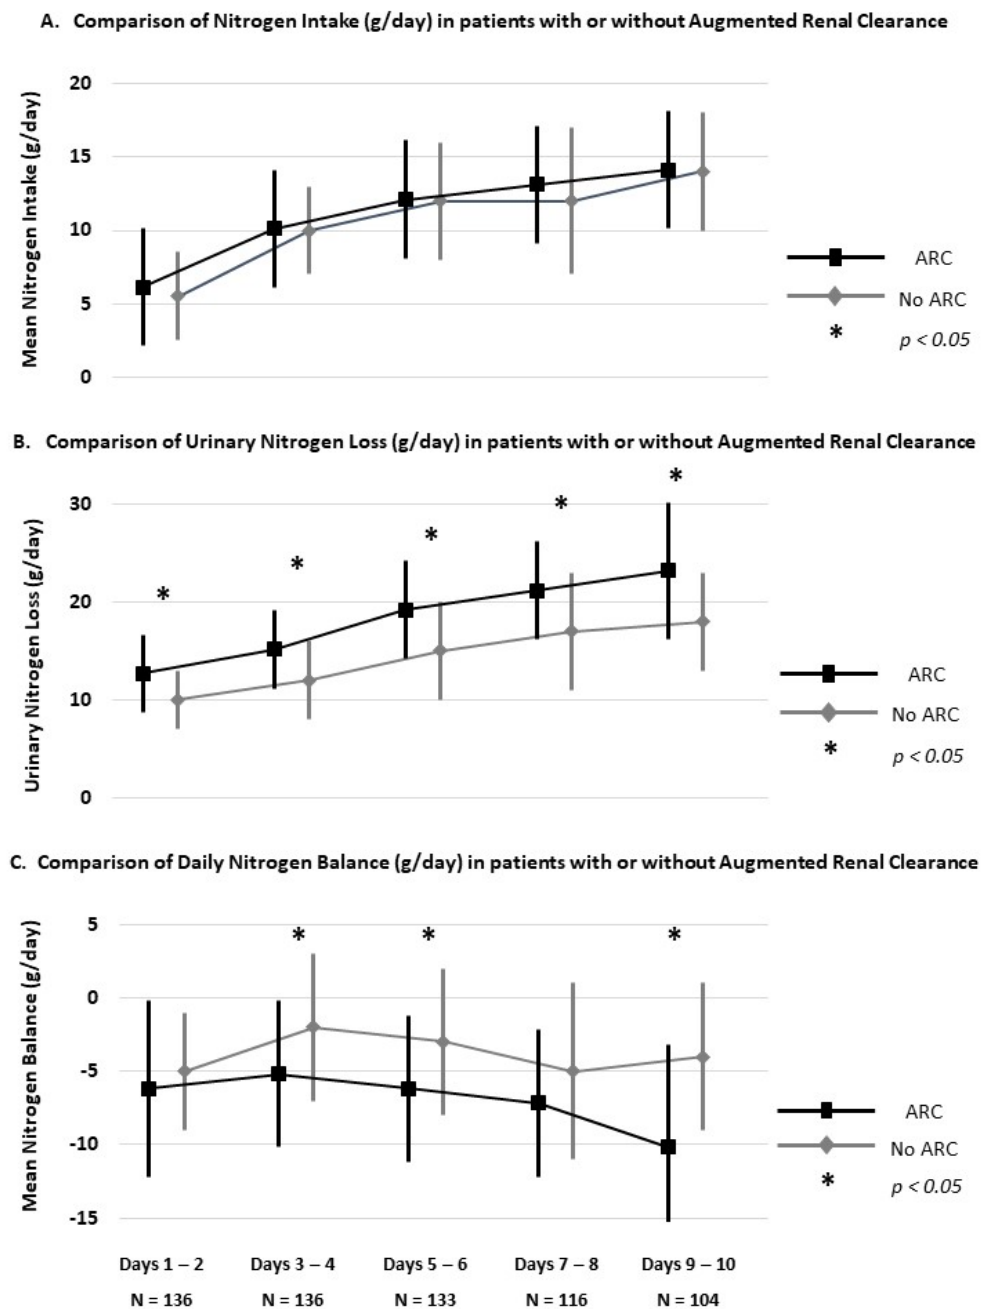 A. Comparison of Nitrogen Intake (g/day) in patients with or without Augmented Renal Clearance
Mean Nitrogen Intake (g/day)
20
15
10
5
0
ARC
No ARC
* p < 0.05
B. Comparison of Urinary Nitrogen Loss (g/day) in patients with or without Augmented Renal Clearance
Urinary Nitrogen Loss (g/day)
30
20
10
0
* * * * *
ARC
No ARC
* p < 0.05
C. Comparison of Daily Nitrogen Balance (g/day) in patients with or without Augmented Renal Clearance
Mean Nitrogen Balance (g/day)
5
0
-5
-10
-15
* * *
ARC
No ARC
* p < 0.05
Days 1 – 2 Days 3 – 4 Days 5 – 6 Days 7 – 8 Days 9 – 10
N = 136 N = 136 N = 133 N = 116 N = 104